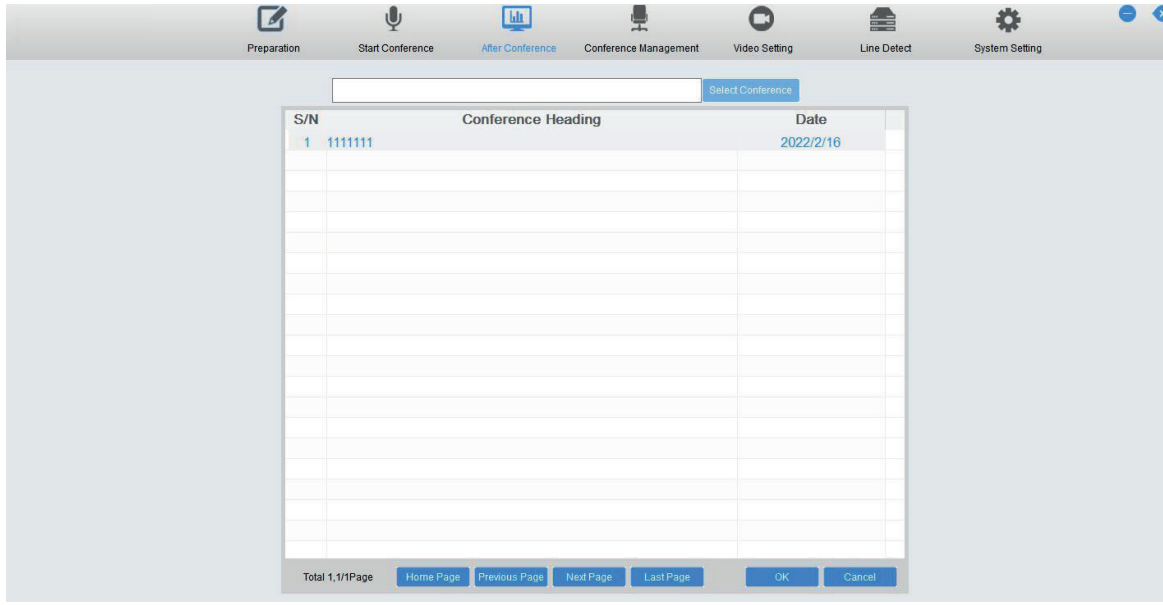 Preparation Start Conference After Conference Conference Management Video Setting Line Detect System Setting
Select Conference
S/N Conference Heading Date
1 1111111 2022/2/16
Total 1,1/1Page Home Page Previous Page Next Page Last Page OK Cancel